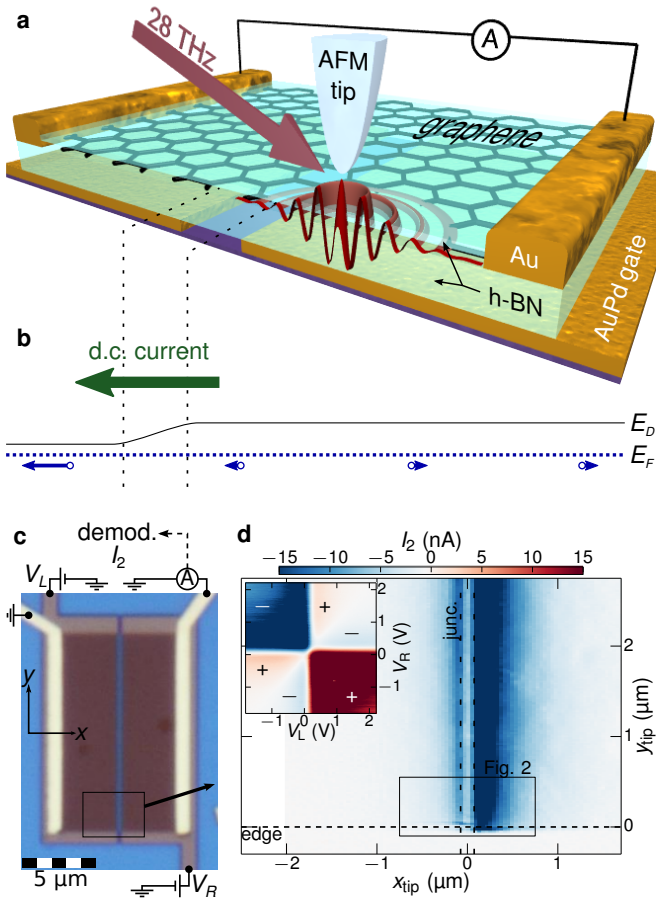 a
28 THz
A
AFM
tip
graphene
Au
h-BN
AuPd gate
b
d.c. current
E_D
E_F
c
demod.
I_2
V_L
A
y
x
5 µm
V_R
d
I_2 (nA)
−15 −10 −5 0 5 10 15
− +
+ −
− +
0 1 2
−1 0 1
V_L (V)
V_R (V)
junc.
Fig. 2
edge
−2 −1 0 1
x_tip (µm)
0 1 2
y_tip (µm)